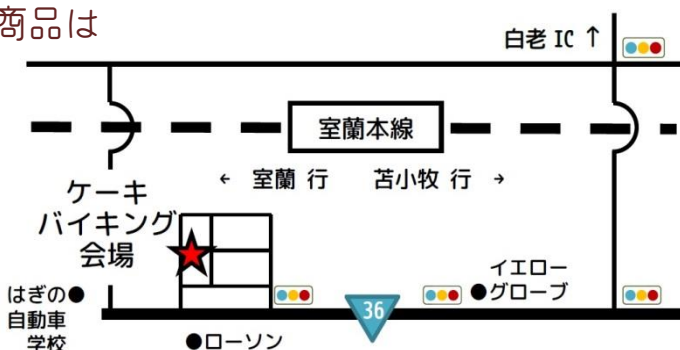 商品は
白老 IC ↑
室蘭本線
← 室蘭 行 苫小牧 行 →
ケーキ
バイキング
会場
はぎの●
自動車
学校
●ローソン
36
イエロー
●グローブ